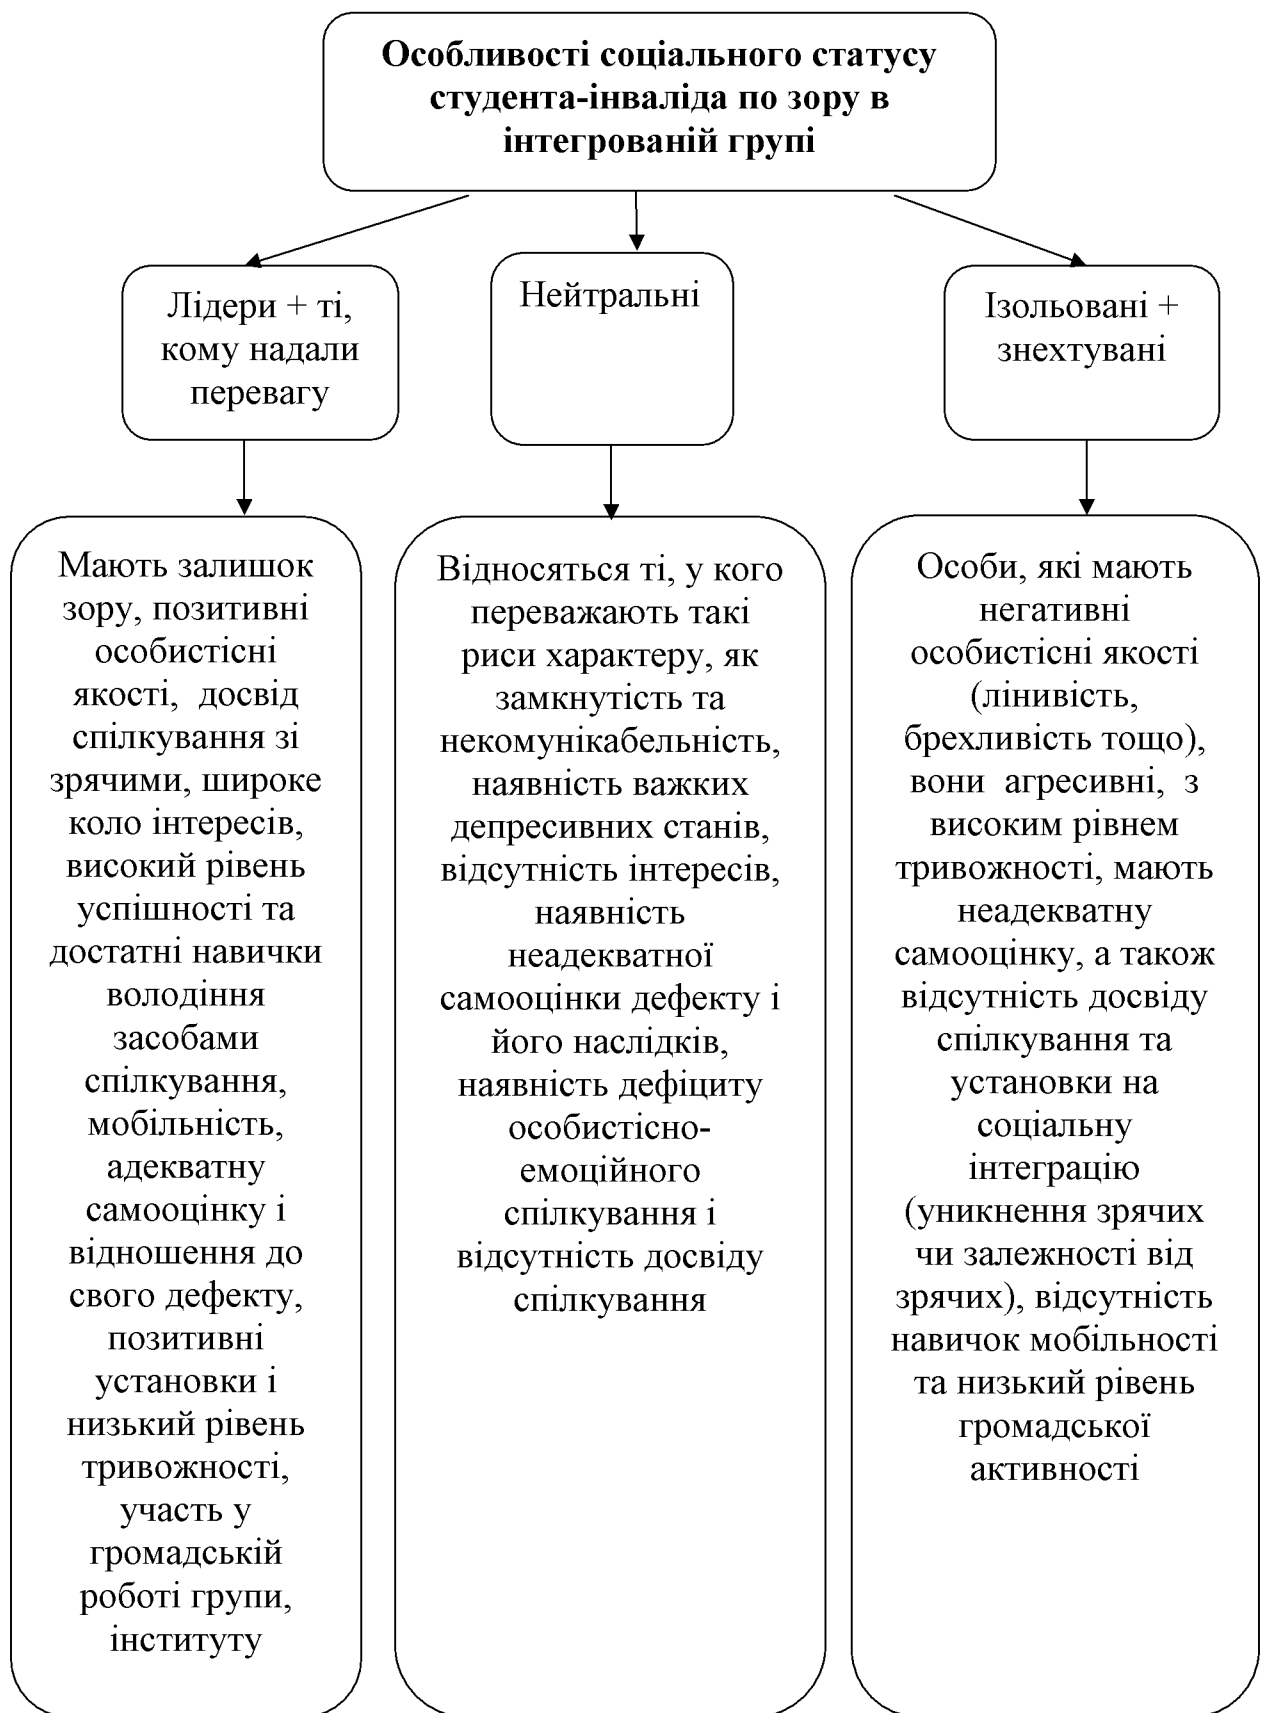 Особливості соціального статусу
студента-інваліда по зору в
інтегрованій групі
Лідери + ті,
кому надали
перевагу
Нейтральні
Ізольовані +
знехтувані
Мають залишок
зору, позитивні
особистісні
якості,  досвід
спілкування зі
зрячими, широке
коло інтересів,
високий рівень
успішності та
достатні навички
володіння
засобами
спілкування,
мобільність,
адекватну
самооцінку і
відношення до
свого дефекту,
позитивні
установки і
низький рівень
тривожності,
участь у
громадській
роботі групи,
інституту
Відносяться ті, у кого
переважають такі
риси характеру, як
замкнутість та
некомунікабельність,
наявність важких
депресивних станів,
відсутність інтересів,
наявність
неадекватної
самооцінки дефекту і
його наслідків,
наявність дефіциту
особистісно-
емоційного
спілкування і
відсутність досвіду
спілкування
Особи, які мають
негативні
особистісні якості
(лінивість,
брехливість тощо),
вони  агресивні,  з
високим рівнем
тривожності, мають
неадекватну
самооцінку, а також
відсутність досвіду
спілкування та
установки на
соціальну
інтеграцію
(уникнення зрячих
чи залежності від
зрячих), відсутність
навичок мобільності
та низький рівень
громадської
активності